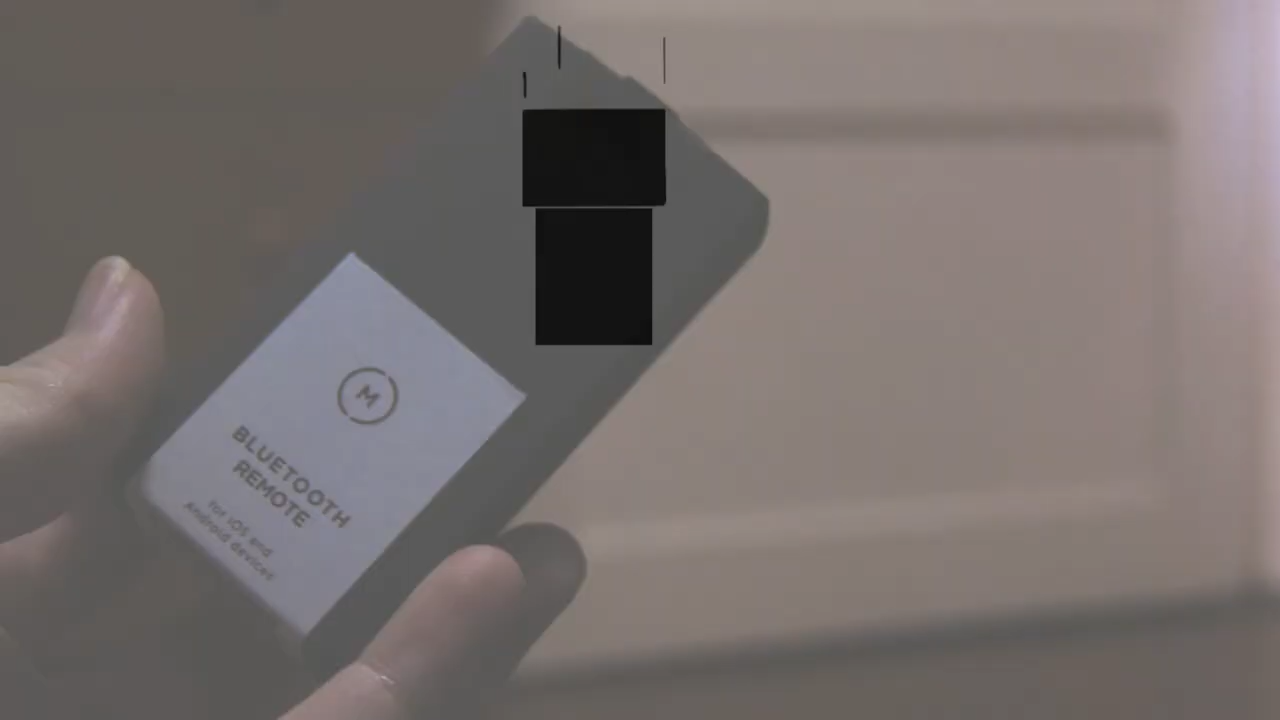 M
BLUETOOTH
REMOTE
for iOS and
Android devices